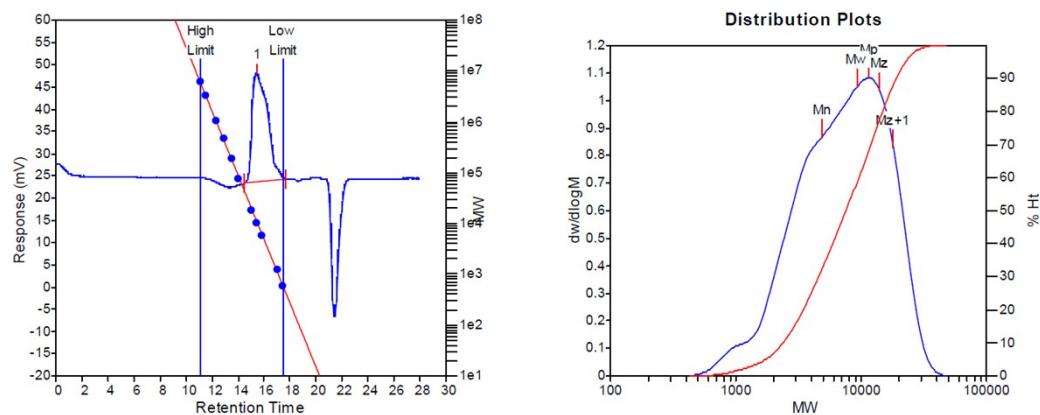 60
55
50
45
40
35
30
25
20
15
10
5
0
-5
-10
-15
-20
Response (mV)
High
Limit
1
Low
Limit
1e8
1e7
1e6
1e5
1e4
1e3
1e2
1e1
MW
0 2 4 6 8 10 12 14 16 18 20 22 24 26 28 30
Retention Time
Distribution Plots
1.2
1.1
1
0.9
0.8
0.7
0.6
0.5
0.4
0.3
0.2
0.1
0
dw/dlogM
Mn
Mw
Mp
Mz
Mz+1
90
80
70
60
50
40
30
20
10
0
% Ht
100 1000 10000 100000
MW